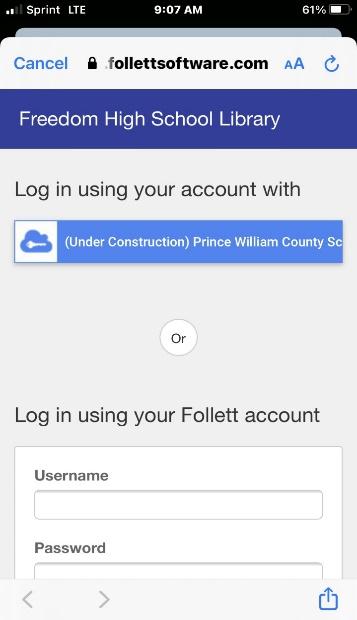 Sprint LTE 9:07 AM 61%
Cancel .follettsoftware.com AA
Freedom High School Library
Log in using your account with
(Under Construction) Prince William County Sc
Or
Log in using your Follett account
Username
Password